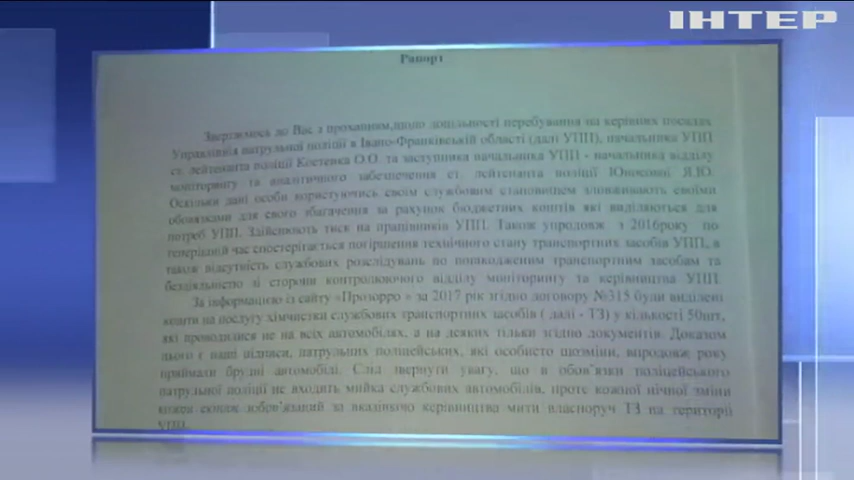 ІНТЕР
Рапорт
Звертаємося до Вас з проханням,щодо доцільності перебування на керівних посадах
Управління патрульної поліції в Івано-Франківській області (далі УПП), начальника УПП
ст. лейтенанта поліції Костевка О.О. та заступника начальника УПП - начальника відділу
моніторингу та аналітичного забезпечення ст. лейтенанта поліції Я.Ю.
Оскільки дані особи користуючись своїм службовим становищем зловживають своїми
обовязками для свого збагачення за рахунок бюджетних коштів які виділяються для
потреб УПП. Здійснюють тиск на працівників УПП. Також упродовж з 2016року по
теперішній час спостерігається погіршення технічного стану транспортних засобів УПП, а
також відсутність службових розслідувань по пошкодженим транспортним засобам та
бездіяльнепо зі сторони контролюючого відділу моніторингу та керівництва УПП.
За інформацією із сайту «Прозорро » за 2017 рік згідно договору №315 були виділені
кошти на послугу хімчистки службових транспортних засобів ( далі - ТЗ) у кількості 50шт,
які проводилися не на всіх автомобілях, а на деяких тільки згідно документів. Доказом
цього є наші підписи, патрульних поліцейських, які особисто щозміни, впродовж року
приймали брудні автомобілі. Слід звернути увагу, що в обов'язки поліцейського
патрульної поліції не входить мийка службових автомобілів, проте кожної нічної зміни
кожен екіпаж зобов'язаний за вказівкою керівництва мити власноруч ТЗ на території
УПП.